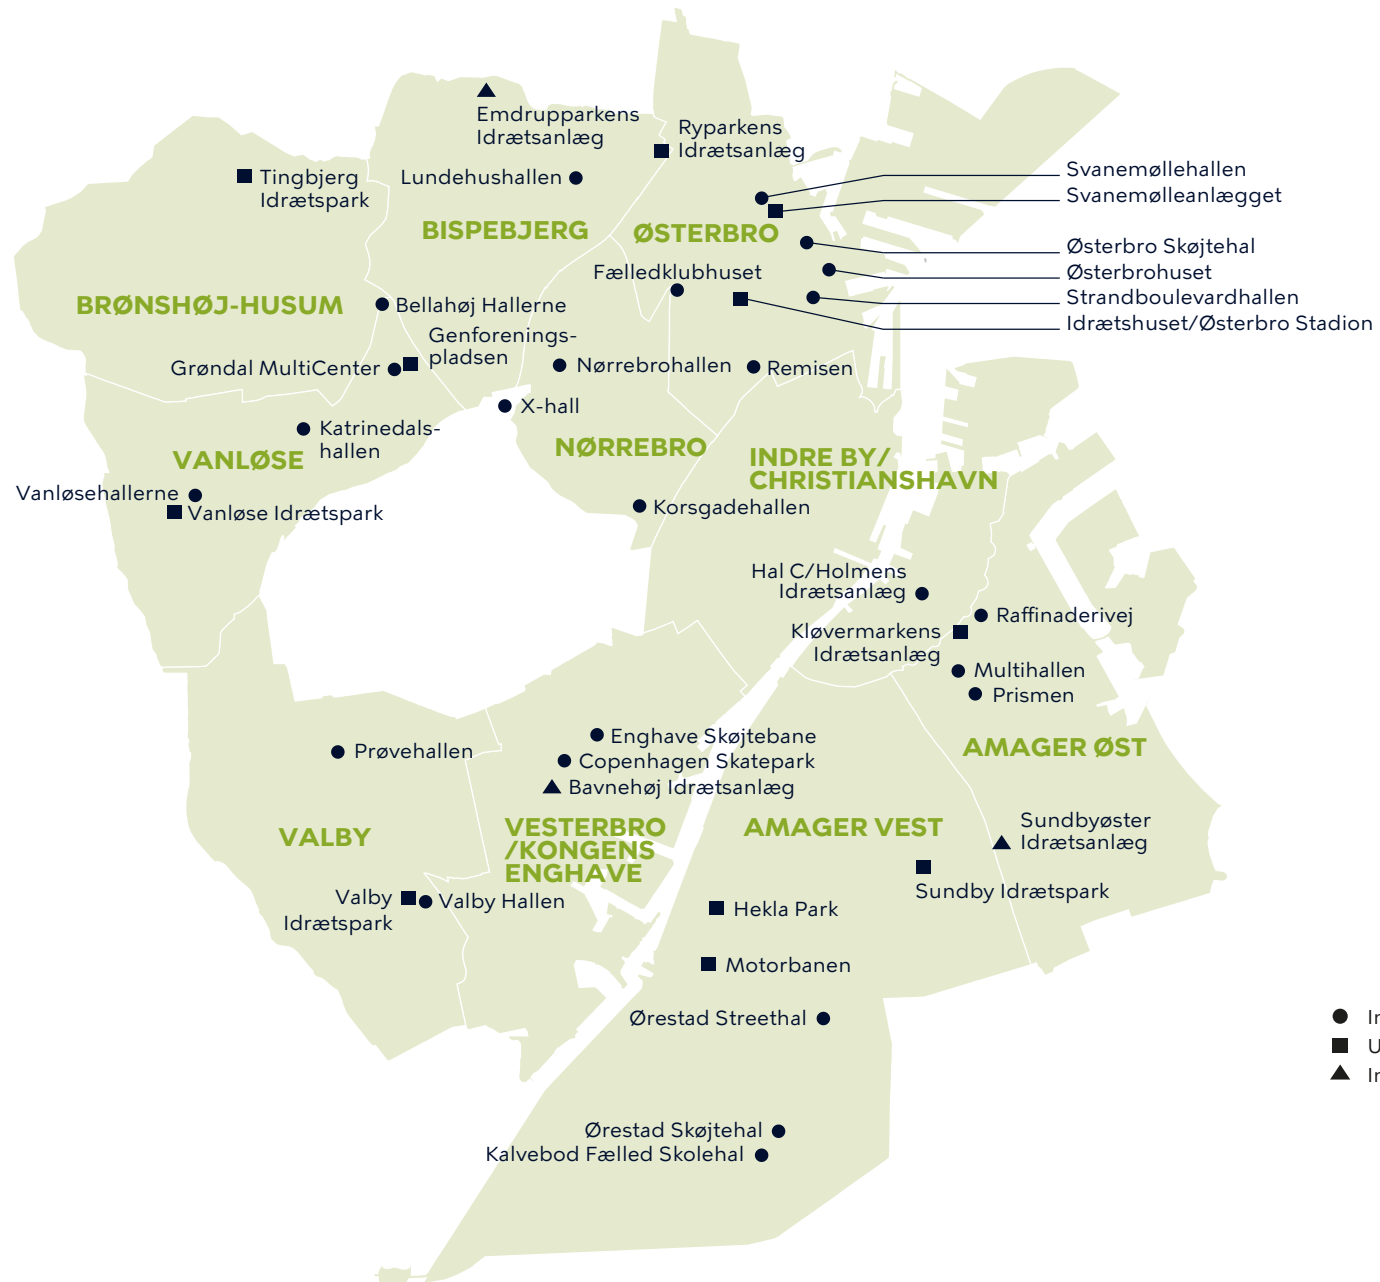 Emdrupparkens
Idrætsanlæg
Ryparkens
Idrætsanlæg
Tingbjerg
Idrætspark
Lundehushallen
Svanemøllehallen
Svanemølleanlægget
BISPEBJERG
ØSTERBRO
Østerbro Skøjtehal
Østerbrohuset
Fælledklubhuset
Strandboulevardhallen
Idrætshuset/Østerbro Stadion
BRØNSHØJ-HUSUM
Bellahøj Hallerne
Genforenings-
pladsen
Grøndal MultiCenter
Nørrebrohallen
Remisen
X-hall
Katrinedals-
hallen
VANLØSE
NØRREBRO
INDRE BY/
CHRISTIANSHAVN
Vanløsehallerne
Vanløse Idrætspark
Korsgadehallen
Hal C/Holmens
Idrætsanlæg
Raffinaderivej
Kløvermarkens
Idrætsanlæg
Multihallen
Prismen
Enghave Skøjtebane
Copenhagen Skatepark
Bavnehøj Idrætsanlæg
Prøvehallen
AMAGER ØST
VALBY
VESTERBRO
/KONGENS
ENGHAVE
AMAGER VEST
Sundbyøster
Idrætsanlæg
Sundby Idrætspark
Valby
Idrætspark
Valby Hallen
Hekla Park
Motorbanen
Ørestad Streethal
Ørestad Skøjtehal
Kalvebod Fælled Skolehal